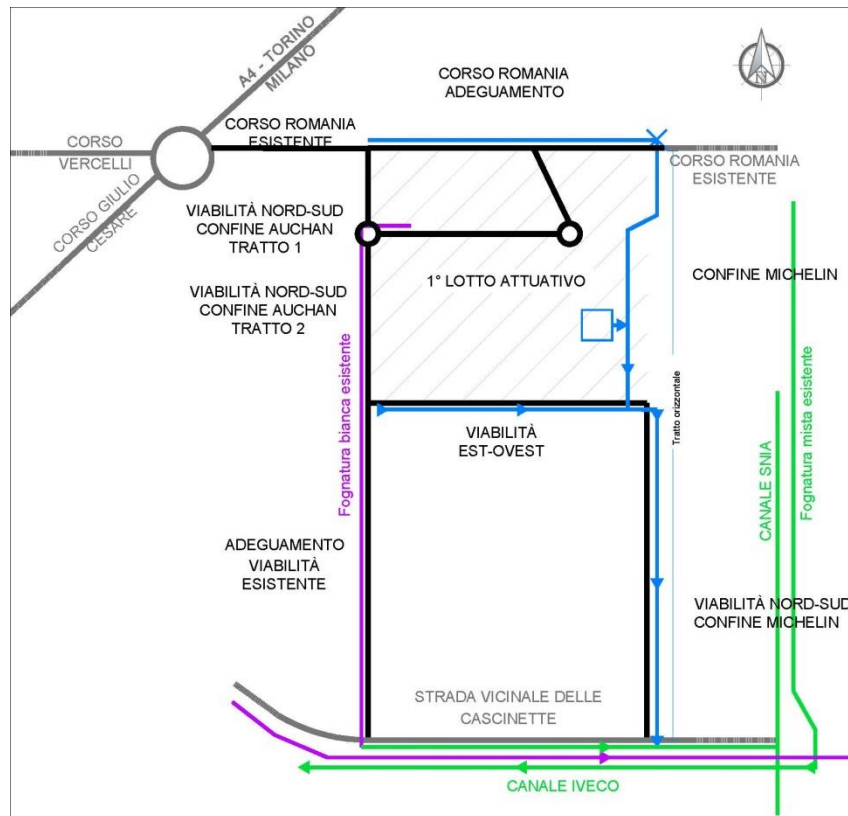 A4 - TORINO
MILANO
N
CORSO ROMANIA
ADEGUAMENTO
CORSO
VERCELLI
CORSO ROMANIA
ESISTENTE
CORSO ROMANIA
ESISTENTE
CORSO GIULIO
CESARE
VIABILITÀ NORD-SUD
CONFINE AUCHAN
TRATTO 1
1° LOTTO ATTUATIVO
CONFINE MICHELIN
VIABILITÀ NORD-SUD
CONFINE AUCHAN
TRATTO 2
Fognatura bianca esistente
Tratto orizzontale
Fognatura mista esistente
CANALE SNIA
VIABILITÀ
EST-OVEST
ADEGUAMENTO
VIABILITÀ
ESISTENTE
VIABILITÀ NORD-SUD
CONFINE MICHELIN
STRADA VICINALE DELLE
CASCINETTE
CANALE IVECO